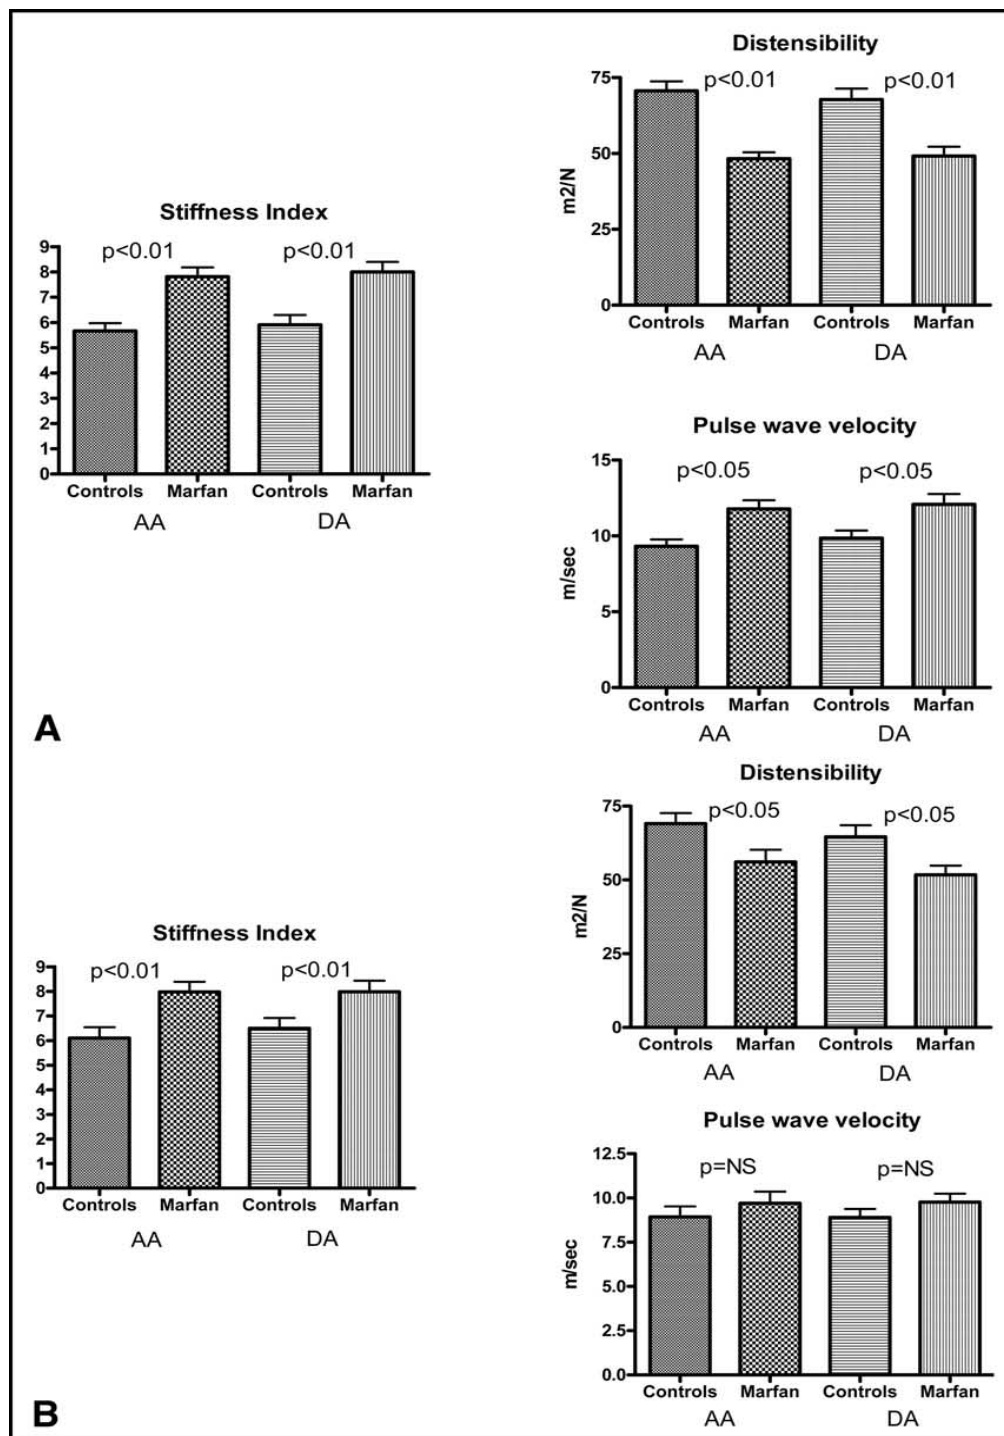 Distensibility
p<0.01 p<0.01
75
50
25
0
m2/N
Controls Marfan Controls Marfan
AA DA
Stiffness Index
p<0.01 p<0.01
9
8
7
6
5
4
3
2
1
0
Controls Marfan Controls Marfan
AA DA
Pulse wave velocity
p<0.05 p<0.05
15
10
5
0
m/sec
Controls Marfan Controls Marfan
AA DA
A
Distensibility
p<0.05 p<0.05
75
50
25
0
m2/N
Controls Marfan Controls Marfan
AA DA
Stiffness Index
p<0.01 p<0.01
9
8
7
6
5
4
3
2
1
0
Controls Marfan Controls Marfan
AA DA
Pulse wave velocity
p=NS p=NS
12.5
10.0
7.5
5.0
2.5
0.0
m/sec
Controls Marfan Controls Marfan
AA DA
B